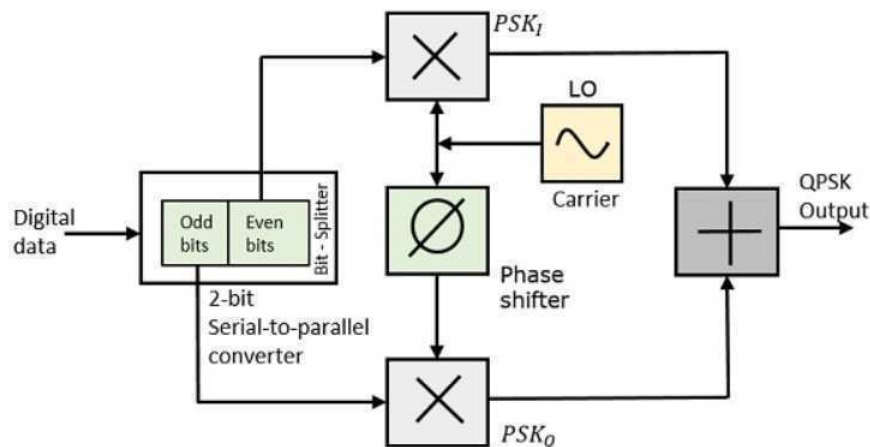 PSK_I
LO
Carrier
Digital
data
Odd
bits
Even
bits
Bit - Splitter
2-bit
Serial-to-parallel
converter
Phase
shifter
QPSK
Output
PSK_Q